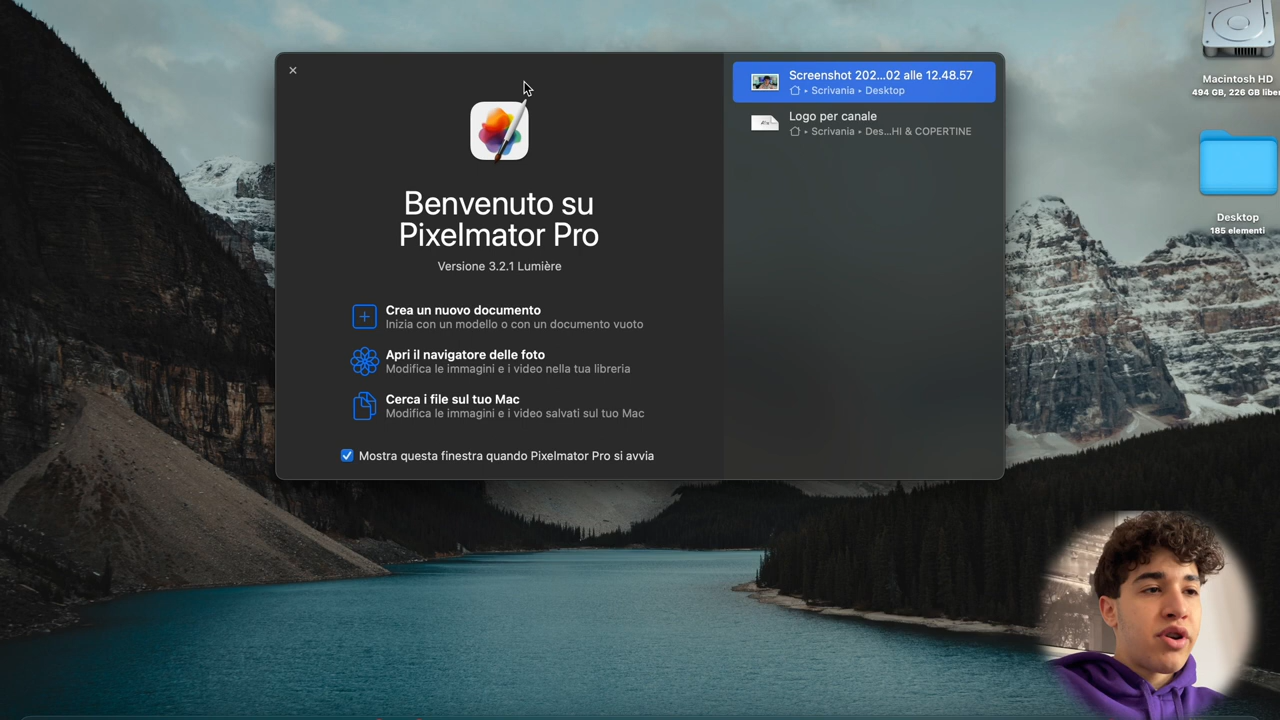 Benvenuto su
Pixelmator Pro
Versione 3.2.1 Lumière
Crea un nuovo documento
Inizia con un modello o con un documento vuoto
Apri il navigatore delle foto
Modifica le immagini e i video nella tua libreria
Cerca i file sul tuo Mac
Modifica le immagini e i video salvati sul tuo Mac
Mostra questa finestra quando Pixelmator Pro si avvia
Screenshot 202...02 alle 12.48.57
Scrivania ▸ Desktop
Logo per canale
Scrivania ▸ Des...HI & COPERTINE
Macintosh HD
494 GB, 226 GB liber
Desktop
185 elementi